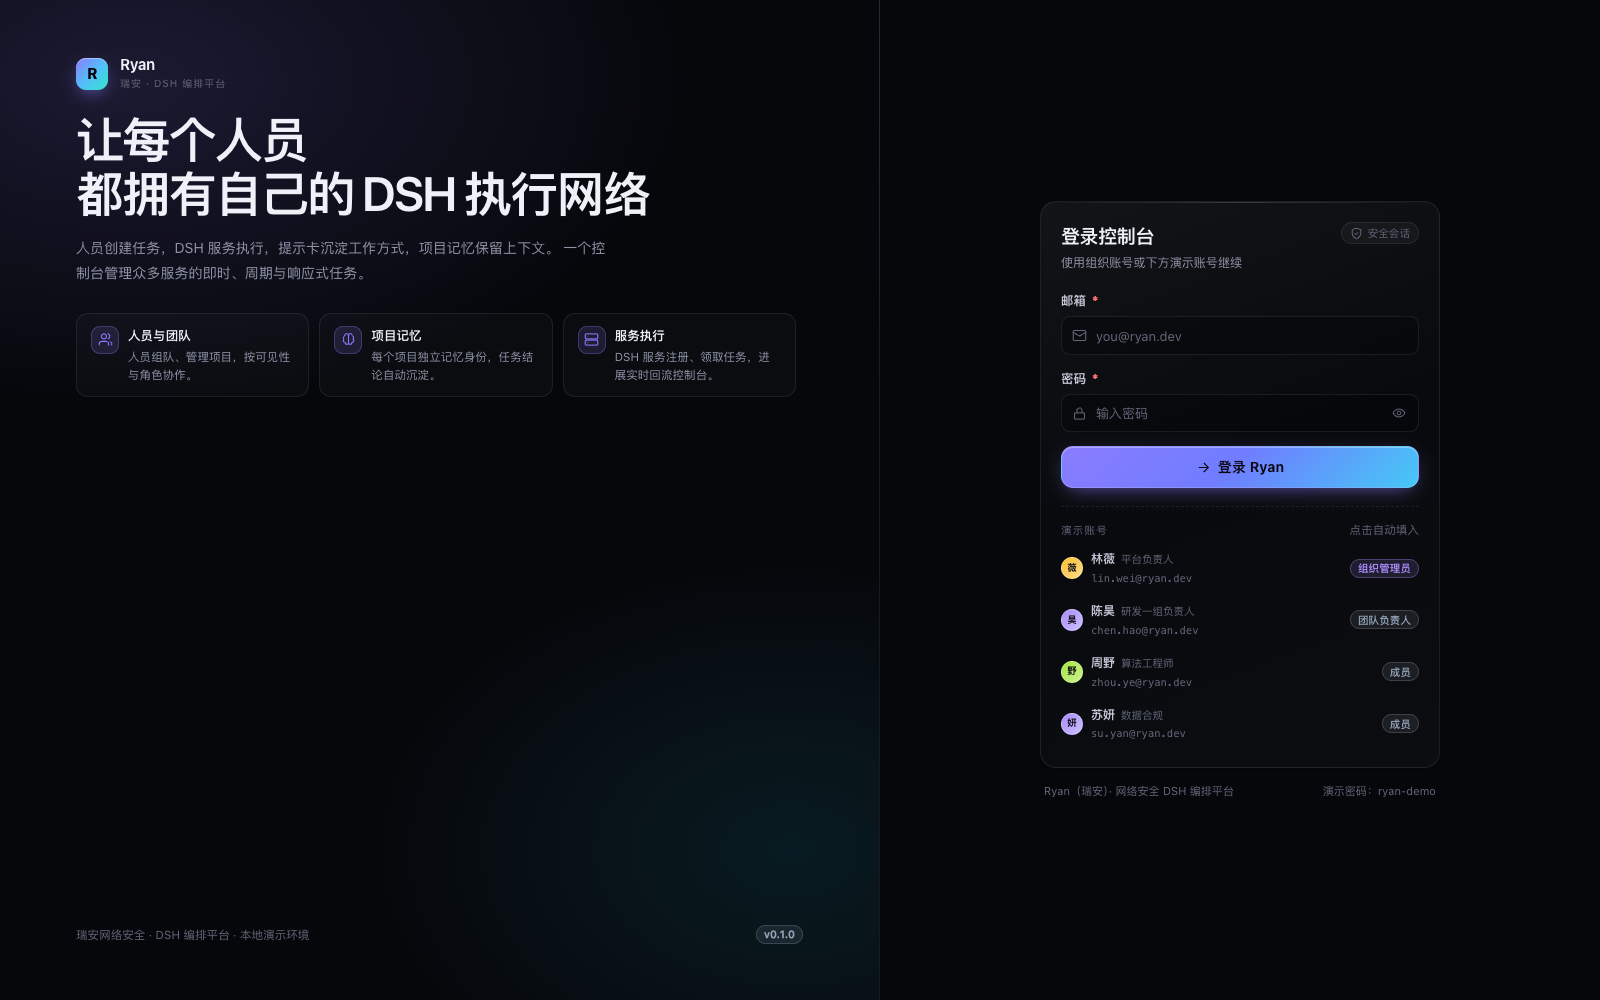 R
Ryan
瑞安 · DSH 编排平台
让每个人员
都拥有自己的 DSH 执行网络
人员创建任务，DSH 服务执行，提示卡沉淀工作方式，项目记忆保留上下文。 一个控
制台管理众多服务的即时、周期与响应式任务。
人员与团队
人员组队、管理项目，按可见性
与角色协作。
项目记忆
每个项目独立记忆身份，任务结
论自动沉淀。
服务执行
DSH 服务注册、领取任务，进
展实时回流控制台。
瑞安网络安全 · DSH 编排平台 · 本地演示环境
v0.1.0
登录控制台
安全会话
使用组织账号或下方演示账号继续
邮箱 *
you@ryan.dev
密码 *
输入密码
→ 登录 Ryan
演示账号
点击自动填入
薇
林薇 平台负责人
lin.wei@ryan.dev
组织管理员
昊
陈昊 研发一组负责人
chen.hao@ryan.dev
团队负责人
野
周野 算法工程师
zhou.ye@ryan.dev
成员
妍
苏妍 数据合规
su.yan@ryan.dev
成员
Ryan（瑞安）· 网络安全 DSH 编排平台
演示密码：ryan-demo